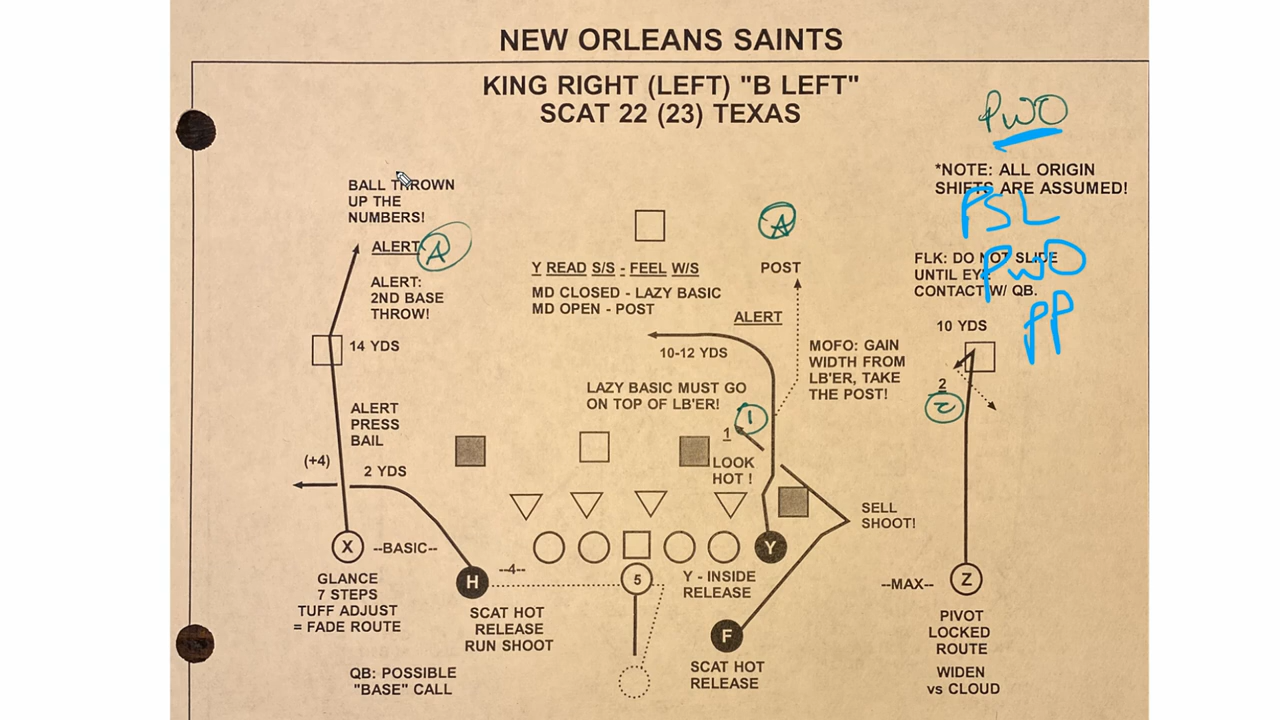 NEW ORLEANS SAINTS
KING RIGHT (LEFT) "B LEFT"
SCAT 22 (23) TEXAS
PWO
*NOTE: ALL ORIGIN
SHIFTS ARE ASSUMED!
PSL
BALL THROWN
UP THE
NUMBERS!
ALERT A
A
ALERT:
2ND BASE
THROW!
Y READ S/S - FEEL W/S
MD CLOSED - LAZY BASIC
MD OPEN - POST
POST
FLK: DO NOT SLIDE
UNTIL EYE
CONTACT W/ QB.
PWO
PP
ALERT
10 YDS
14 YDS
10-12 YDS
MOFO: GAIN
WIDTH FROM
LB'ER, TAKE
THE POST!
LAZY BASIC MUST GO
ON TOP OF LB'ER!
2
2
ALERT
PRESS
BAIL
1
1
LOOK
HOT !
(+4)
2 YDS
SELL
SHOOT!
X
--BASIC--
Y
H
--4--
5
Y - INSIDE
RELEASE
--MAX--
Z
GLANCE
7 STEPS
TUFF ADJUST
= FADE ROUTE
SCAT HOT
RELEASE
RUN SHOOT
F
PIVOT
LOCKED
ROUTE
QB: POSSIBLE
"BASE" CALL
SCAT HOT
RELEASE
WIDEN
vs CLOUD